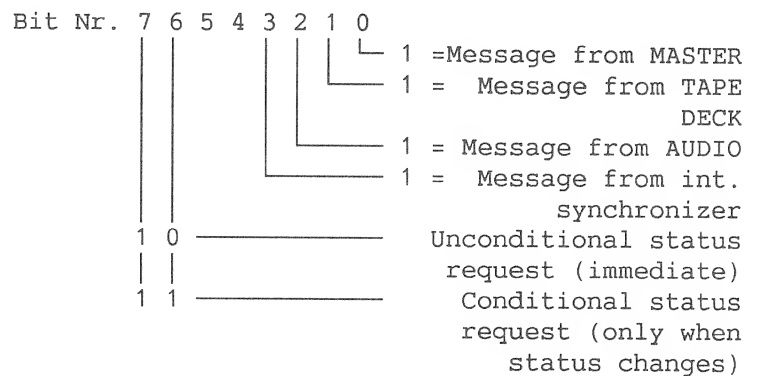 Bit Nr. 7 6 5 4 3 2 1 0
1 =Message from MASTER
1 = Message from TAPE
DECK
1 = Message from AUDIO
1 = Message from int.
synchronizer
1 0 Unconditional status
request (immediate)
1 1 Conditional status
request (only when
status changes)